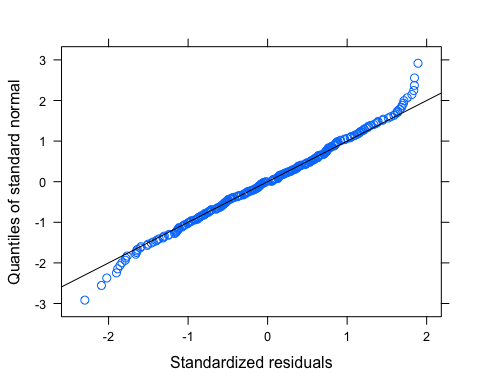 3
2
1
0
-1
-2
-3
-2 -1 0 1 2
Quantiles of standard normal
Standardized residuals